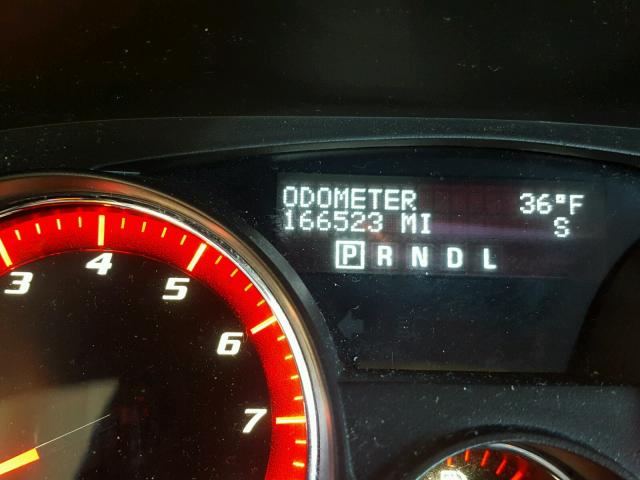 ODOMETER 36°F
166523 MI S
P R N D L
3 4 5 6 7